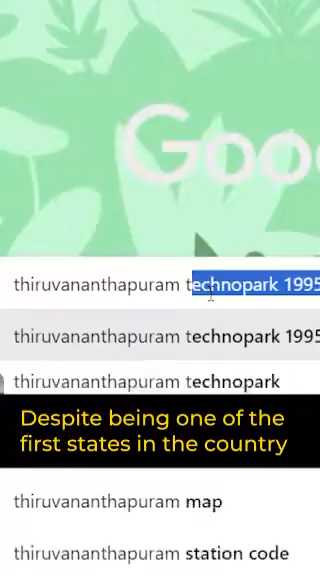 Goo
thiruvananthapuram technopark 1995
thiruvananthapuram technopark 1995
thiruvananthapuram technopark
Despite being one of the
first states in the country
thiruvananthapuram map
thiruvananthapuram station code